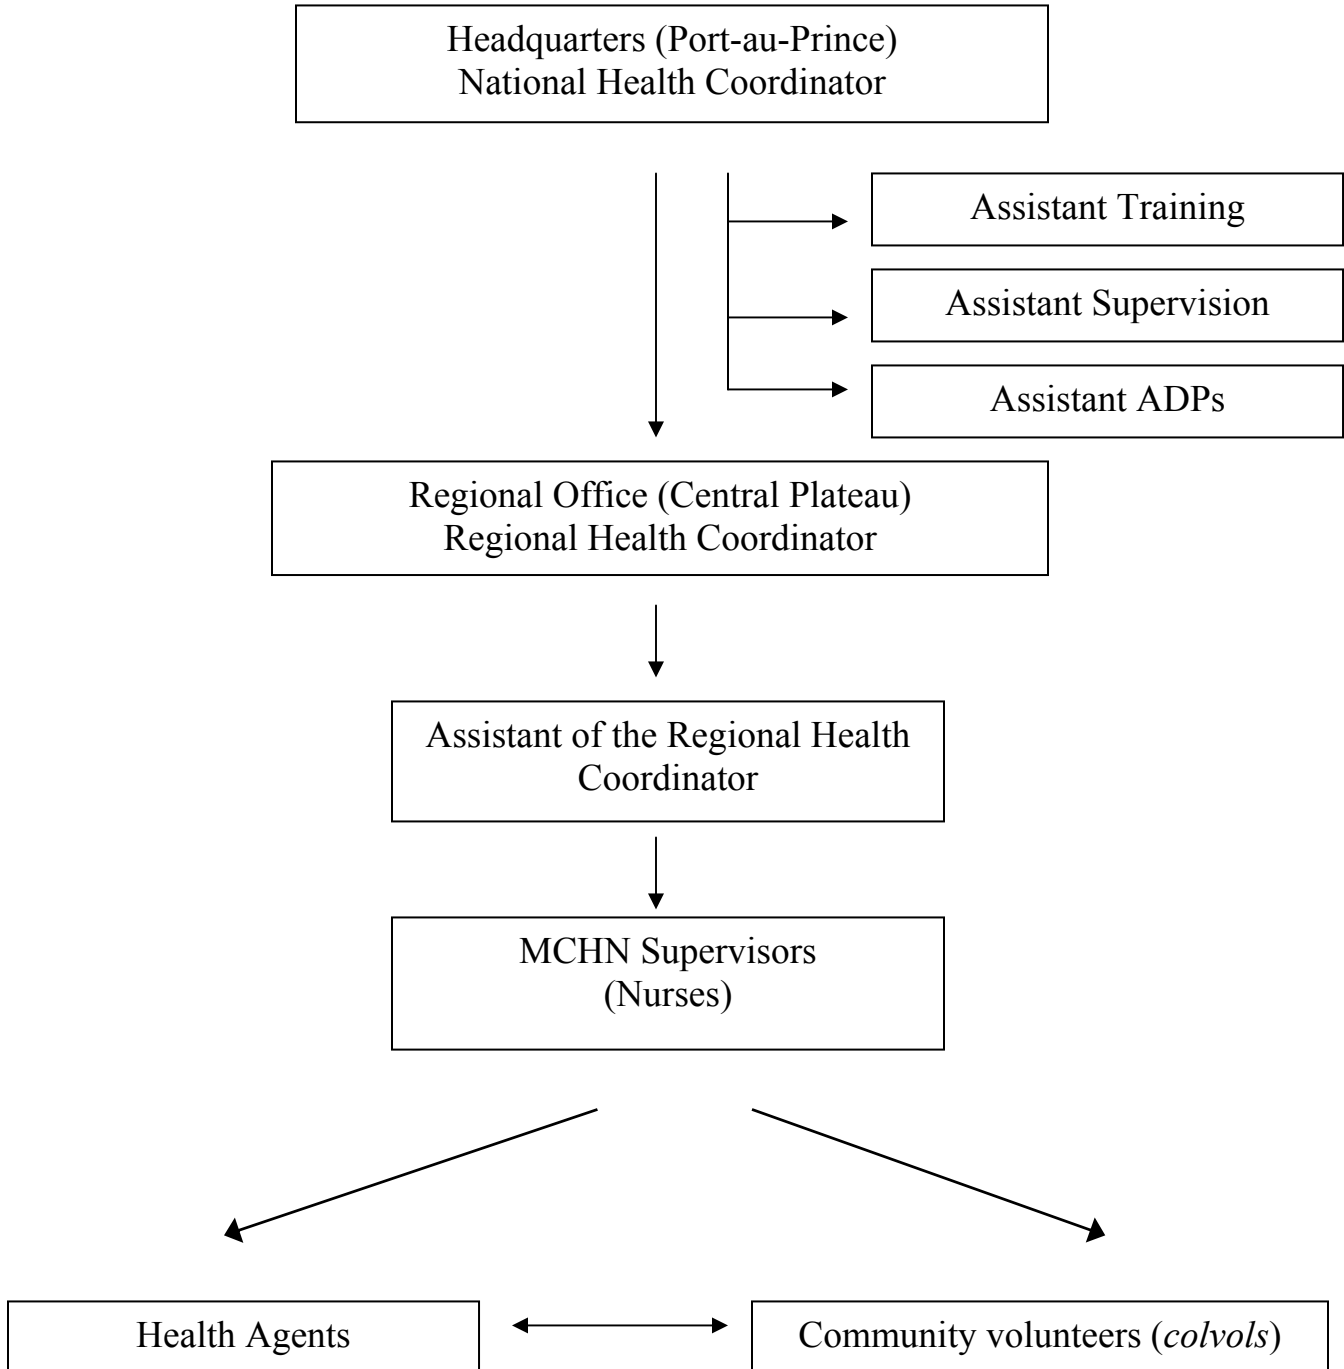 Headquarters (Port-au-Prince)
National Health Coordinator
Assistant Training
Assistant Supervision
Assistant ADPs
Regional Office (Central Plateau)
Regional Health Coordinator
Assistant of the Regional Health
Coordinator
MCHN Supervisors
(Nurses)
Health Agents
Community volunteers (colvols)